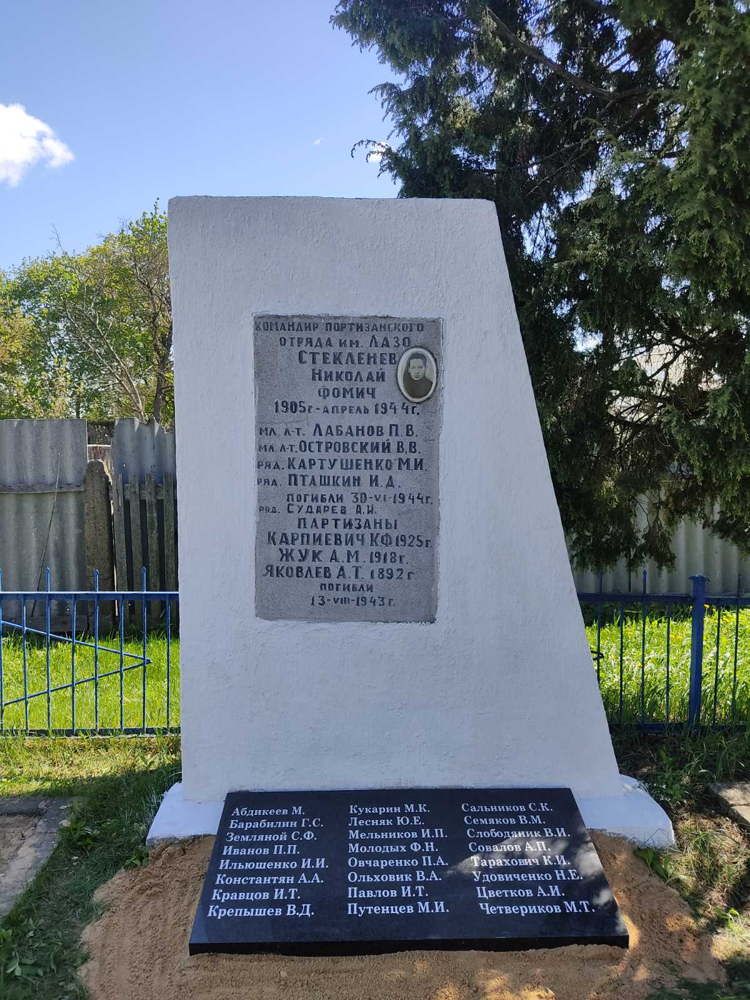 КОМАНДИР ПОРТИЗАНСКОГО
ОТРЯДА ИМ. ЛАЗО
СТЕКЛЕНЕВ
НИКОЛАЙ
ФОМИЧ
1905г.-АПРЕЛЬ 1944г.
МЛ. Л-Т. ЛАБАНОВ П.В.
МЛ. Л-Т. ОСТРОВСКИЙ В.В.
РЯД. КАРТУШЕНКО М.И.
РЯД. ПТАШКИН И.Д.
ПОГИБЛИ 30-VI-1944г.
РЯД. СУДАРЕВ А.И.
ПАРТИЗАНЫ
КАРПИЕВИЧ К.Ф. 1925г.
ЖУК А.М. 1918г.
ЯКОВЛЕВ А.Т. 1892г.
ПОГИБЛИ
13-VIII-1943г.
Абдикеев М.
Барабилин Г.С.
Земляной С.Ф.
Иванов П.П.
Ильюшенко И.И.
Константян А.А.
Кравцов И.Т.
Крепышев В.Д.
Кукарин М.К.
Лесняк Ю.Е.
Мельников И.П.
Молодых Ф.Н.
Овчаренко П.А.
Ольховик В.А.
Павлов И.Т.
Путенцев М.И.
Сальников С.К.
Семяков В.М.
Слободяник В.И.
Совалов А.П.
Тарахович К.И.
Удовиченко Н.Е.
Цветков А.И.
Четвериков М.Т.